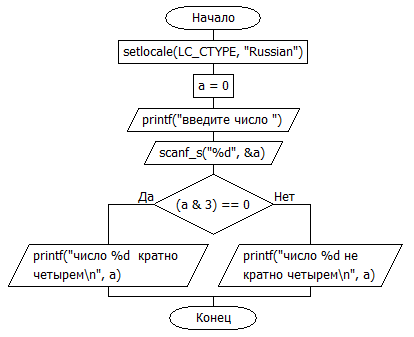 Начало
setlocale(LC_CTYPE, "Russian")
a = 0
printf("введите число ")
scanf_s("%d", &a)
Да
(a & 3) == 0
Нет
printf("число %d  кратно
четырем\n", a)
printf("число %d не
кратно четырем\n", a)
Конец